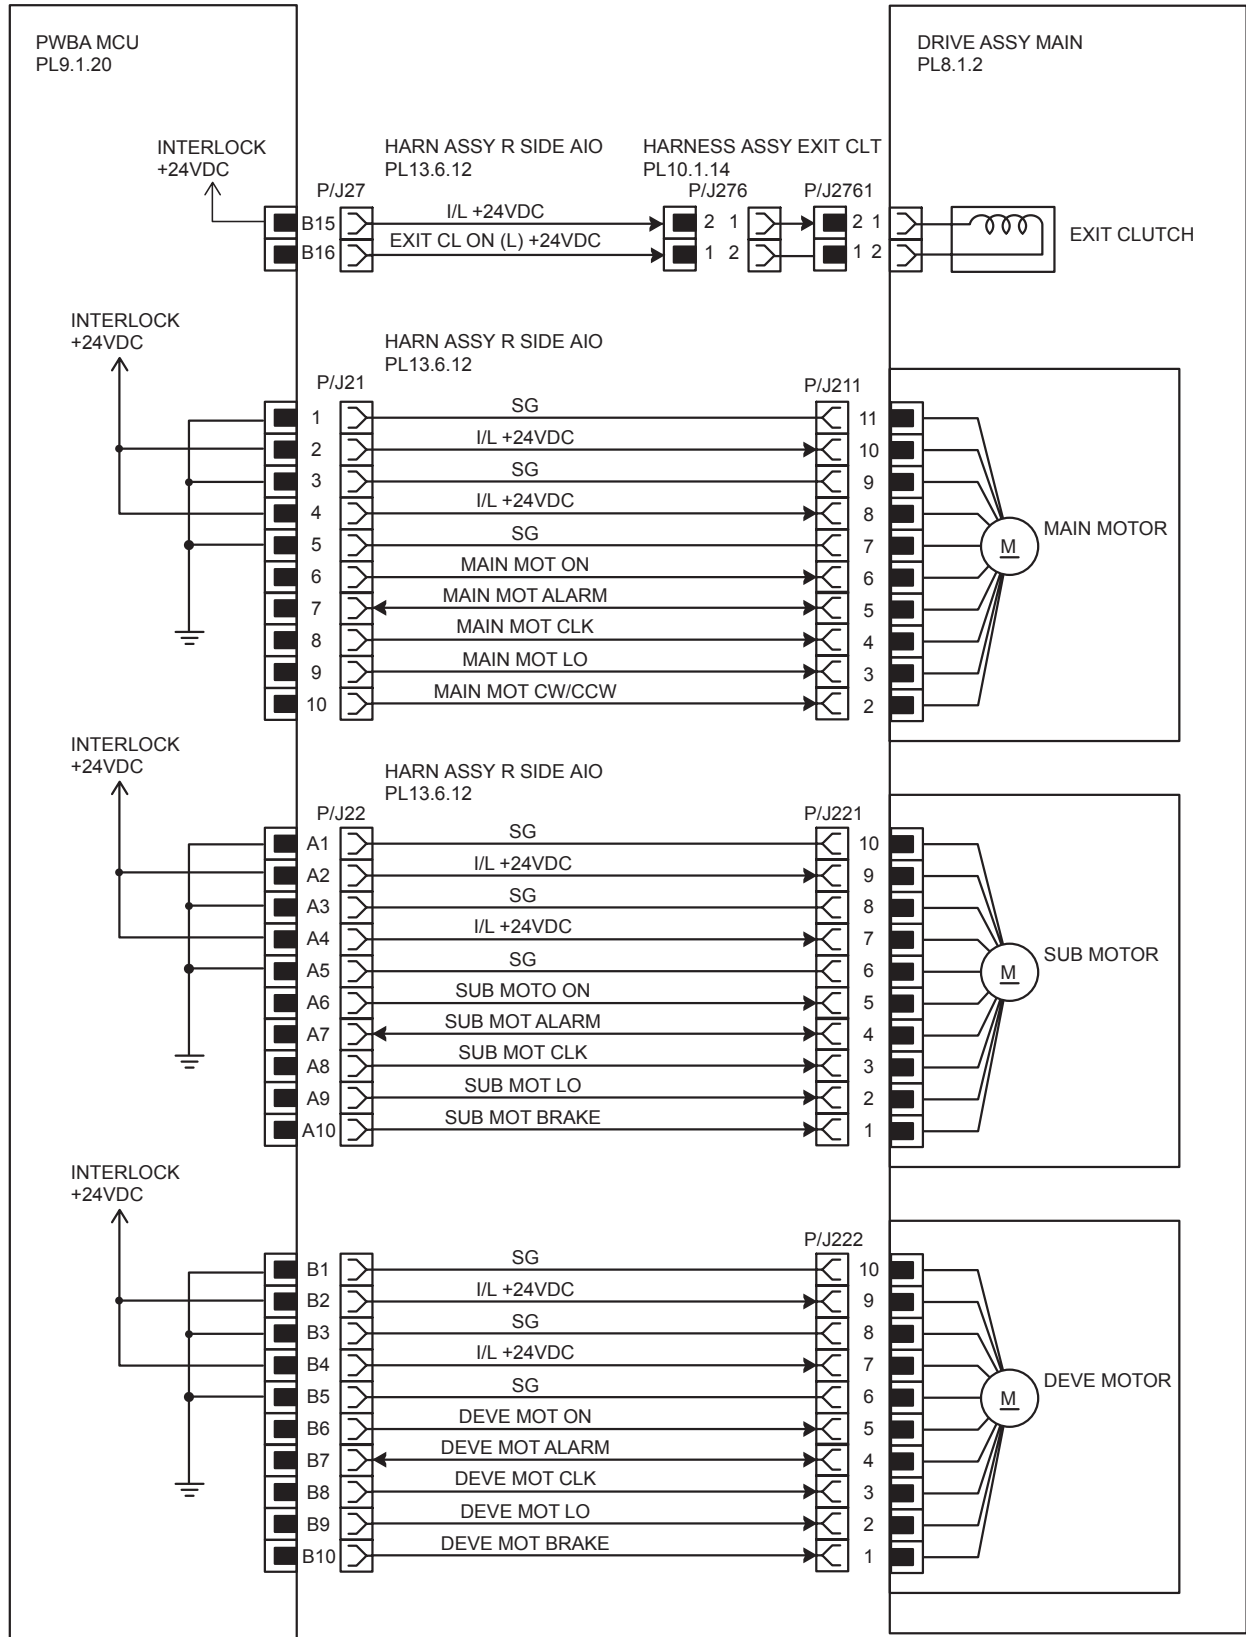 PWBA MCU
PL9.1.20
DRIVE ASSY MAIN
PL8.1.2
INTERLOCK
+24VDC
HARN ASSY R SIDE AIO
PL13.6.12
HARNESS ASSY EXIT CLT
PL10.1.14
P/J27
P/J276
P/J2761
B15 I/L +24VDC 2 1 2 1
B16 EXIT CL ON (L) +24VDC 1 2 1 2
EXIT CLUTCH
INTERLOCK
+24VDC
HARN ASSY R SIDE AIO
PL13.6.12
P/J21
P/J211
1 SG 11
2 I/L +24VDC 10
3 SG 9
4 I/L +24VDC 8
5 SG 7
6 MAIN MOT ON 6
7 MAIN MOT ALARM 5
8 MAIN MOT CLK 4
9 MAIN MOT LO 3
10 MAIN MOT CW/CCW 2
M
MAIN MOTOR
INTERLOCK
+24VDC
HARN ASSY R SIDE AIO
PL13.6.12
P/J22
P/J221
A1 SG 10
A2 I/L +24VDC 9
A3 SG 8
A4 I/L +24VDC 7
A5 SG 6
A6 SUB MOTO ON 5
A7 SUB MOT ALARM 4
A8 SUB MOT CLK 3
A9 SUB MOT LO 2
A10 SUB MOT BRAKE 1
M
SUB MOTOR
INTERLOCK
+24VDC
P/J222
B1 SG 10
B2 I/L +24VDC 9
B3 SG 8
B4 I/L +24VDC 7
B5 SG 6
B6 DEVE MOT ON 5
B7 DEVE MOT ALARM 4
B8 DEVE MOT CLK 3
B9 DEVE MOT LO 2
B10 DEVE MOT BRAKE 1
M
DEVE MOTOR